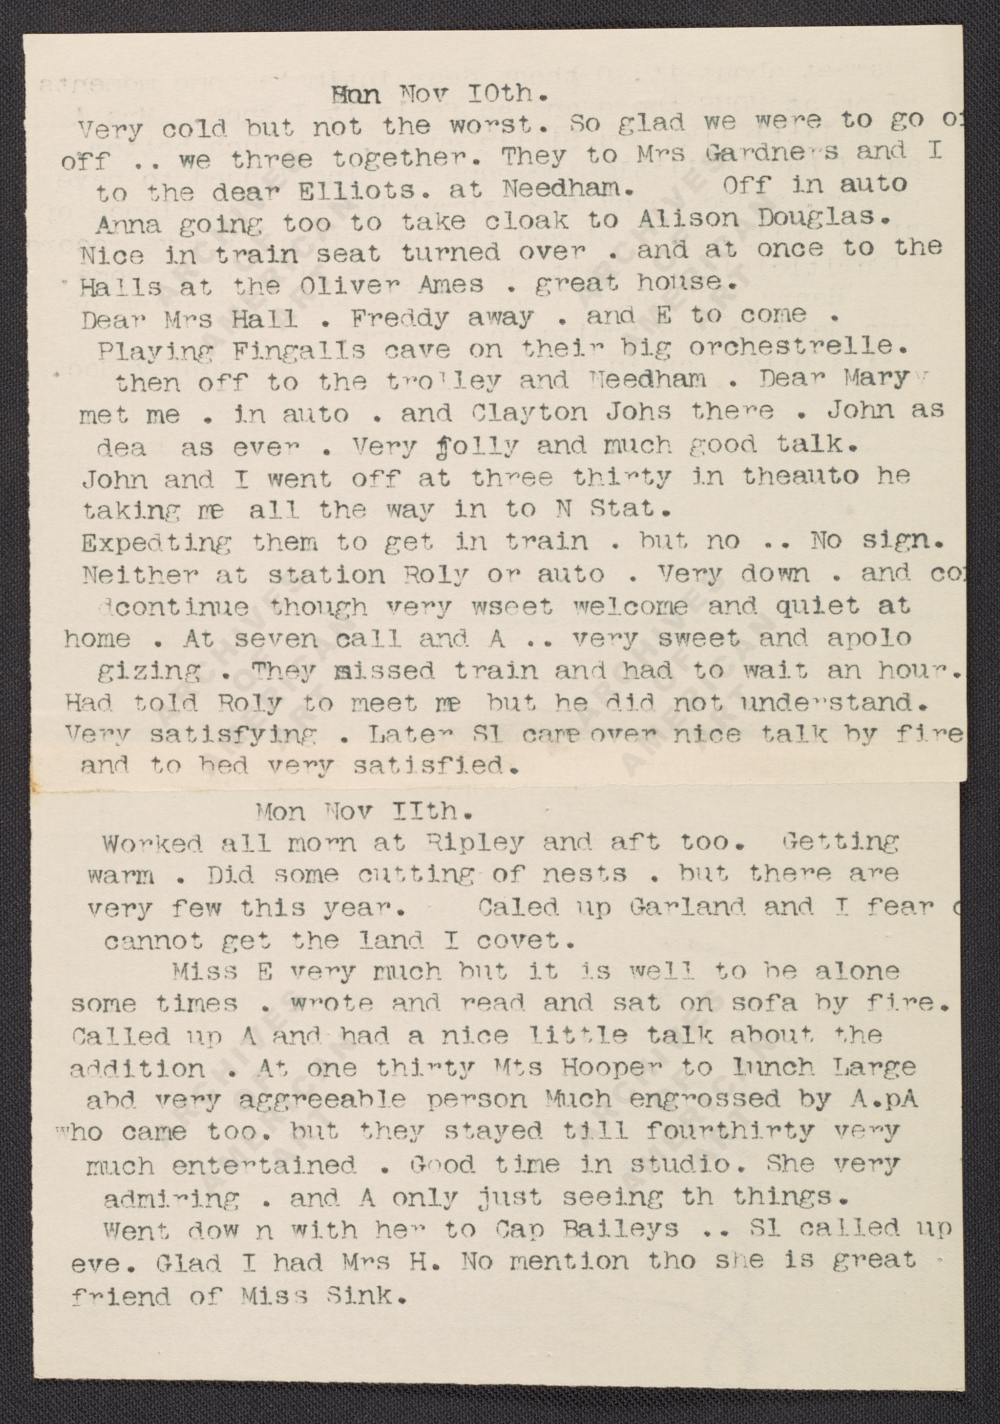 Mon Nov IOth.
Very cold but not the worst. So glad we were to go of
off .. we three together. They to Mrs Gardners and I
to the dear Elliots. at Needham. Off in auto
Anna going too to take cloak to Alison Douglas.
Nice in train seat turned over . and at once to the
Halls at the Oliver Ames . great house.
Dear Mrs Hall . Freddy away . and E to come .
Playing Fingalls cave on their big orchestrelle.
then off to the trolley and Needham . Dear Mary
met me . in auto . and Clayton Johs there . John as
dea as ever . Very jolly and much good talk.
John and I went off at three thirty in theauto he
taking me all the way in to N Stat.
Expedting them to get in train . but no .. No sign.
Neither at station Roly or auto . Very down . and
dcontinue though very wseet welcome and quiet at
home . At seven call and A .. very sweet and apolo
gizing . They missed train and had to wait an hour.
Had told Roly to meet me but he did not understand.
Very satisfying . Later Sl came over nice talk by fire
and to bed very satisfied.
Mon Nov IIth.
Worked all morn at Ripley and aft too. Getting
warm . Did some cutting of nests . but there are
very few this year. Caled up Garland and I fear
cannot get the land I covet.
Miss E very much but it is well to be alone
some times . wrote and read and sat on sofa by fire.
Called up A and had a nice little talk about the
addition . At one thirty Mts Hooper to lunch Large
abd very aggreeable person Much engrossed by A.pA
who came too. but they stayed till fourthirty very
much entertained . Good time in studio. She very
admiring . and A only just seeing th things.
Went dow n with her to Cap Baileys .. Sl called up
eve. Glad I had Mrs H. No mention tho she is great
friend of Miss Sink.